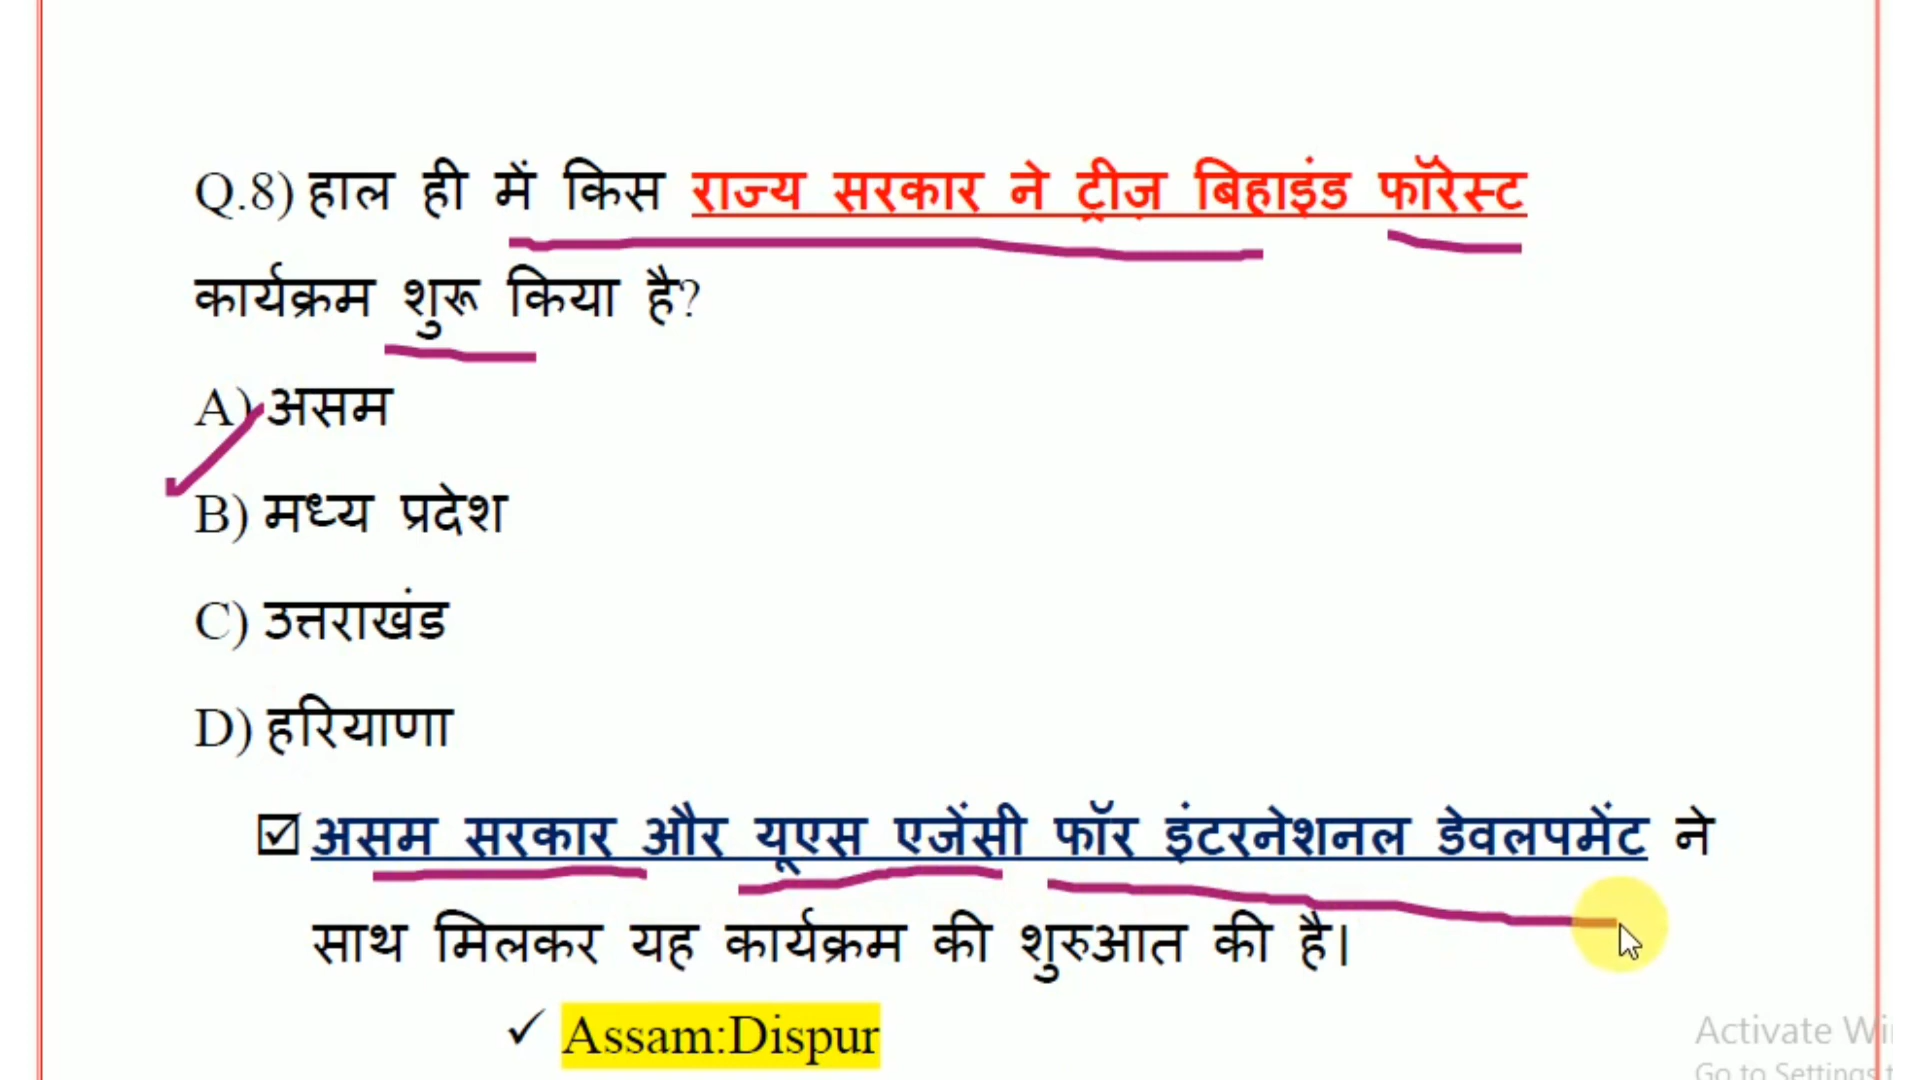 Q.8) हाल ही में किस राज्य सरकार ने ट्रीज़ बिहाइंड फॉरेस्ट
कार्यक्रम शुरू किया है?
A) असम
B) मध्य प्रदेश
C) उत्तराखंड
D) हरियाणा
☑ असम सरकार और यूएस एजेंसी फॉर इंटरनेशनल डेवलपमेंट ने
साथ मिलकर यह कार्यक्रम की शुरुआत की है।
✓ Assam:Dispur
Activate Wi
Go to Settings t